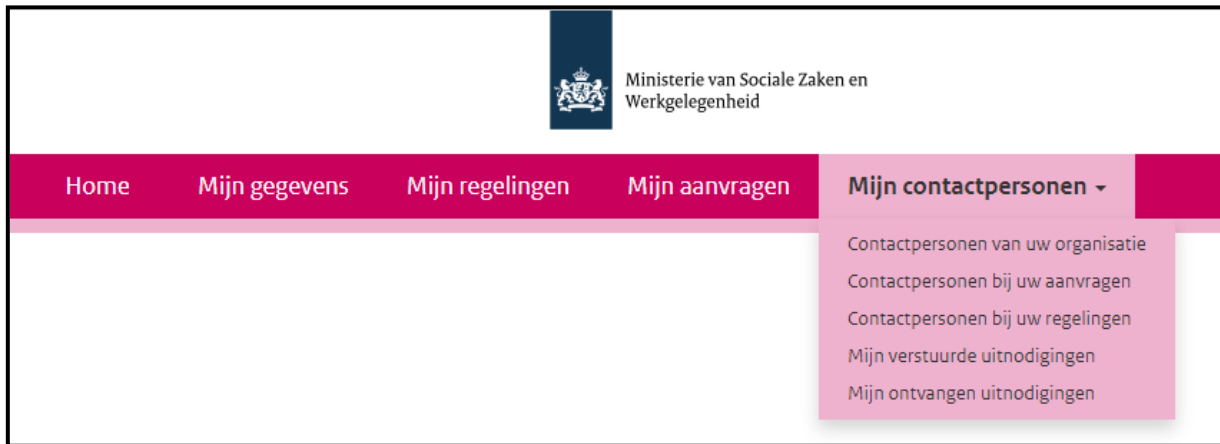 Ministerie van Sociale Zaken en
Werkgelegenheid
Home Mijn gegevens Mijn regelingen Mijn aanvragen Mijn contactpersonen
Contactpersonen van uw organisatie
Contactpersonen bij uw aanvragen
Contactpersonen bij uw regelingen
Mijn verstuurde uitnodigingen
Mijn ontvangen uitnodigingen